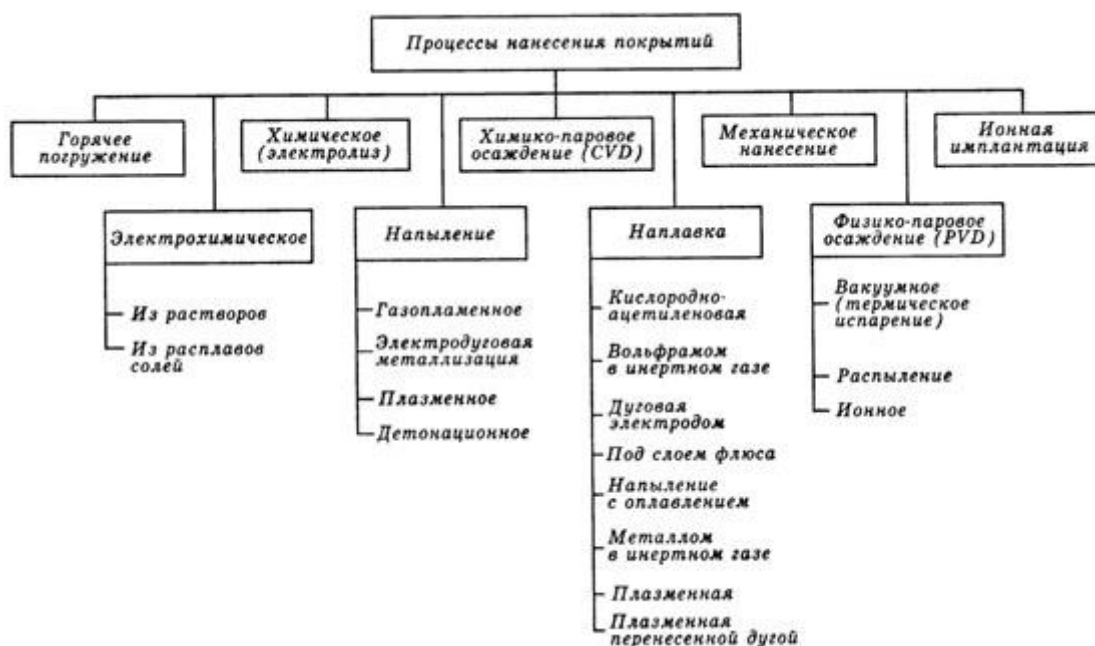 Процессы нанесения покрытий
Горячее
погружение
Химическое
(электролиз)
Химико-паровое
осаждение (CVD)
Механическое
нанесение
Ионная
имплантация
Электрохимическое
Из растворов
Из расплавов
солей
Напыление
Газопламенное
Электродуговая
металлизация
Плазменное
Детонационное
Наплавка
Кислородно-
ацетиленовая
Вольфрамом
в инертном газе
Дуговая
электродом
Под слоем флюса
Напыление
с оплавлением
Металлом
в инертном газе
Плазменная
Плазменная
перенесенной дугой
Физико-паровое
осаждение (PVD)
Вакуумное
(термическое
испарение)
Распыление
Ионное